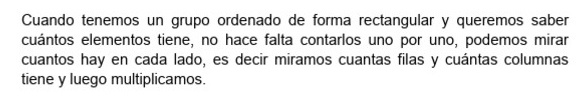 Cuando tenemos un grupo ordenado de forma rectangular y queremos saber
cuántos elementos tiene, no hace falta contarlos uno por uno, podemos mirar
cuantos hay en cada lado, es decir miramos cuantas filas y cuántas columnas
tiene y luego multiplicamos.